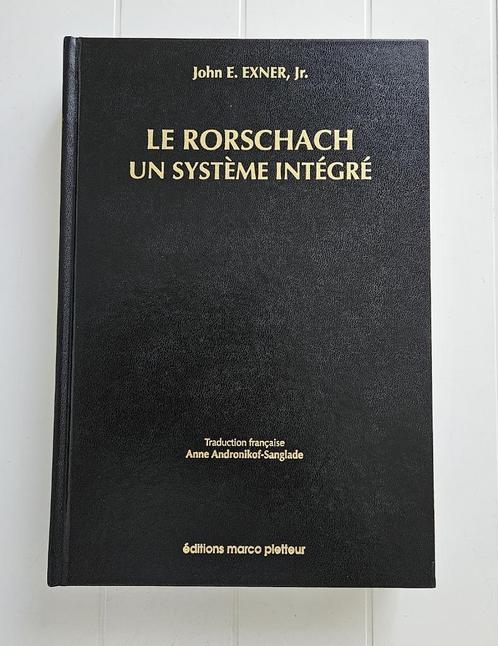 John E. EXNER, Jr.
LE RORSCHACH
UN SYSTÈME INTÉGRÉ
Traduction française
Anne Andronikof-Sanglade
éditions marco pietteur